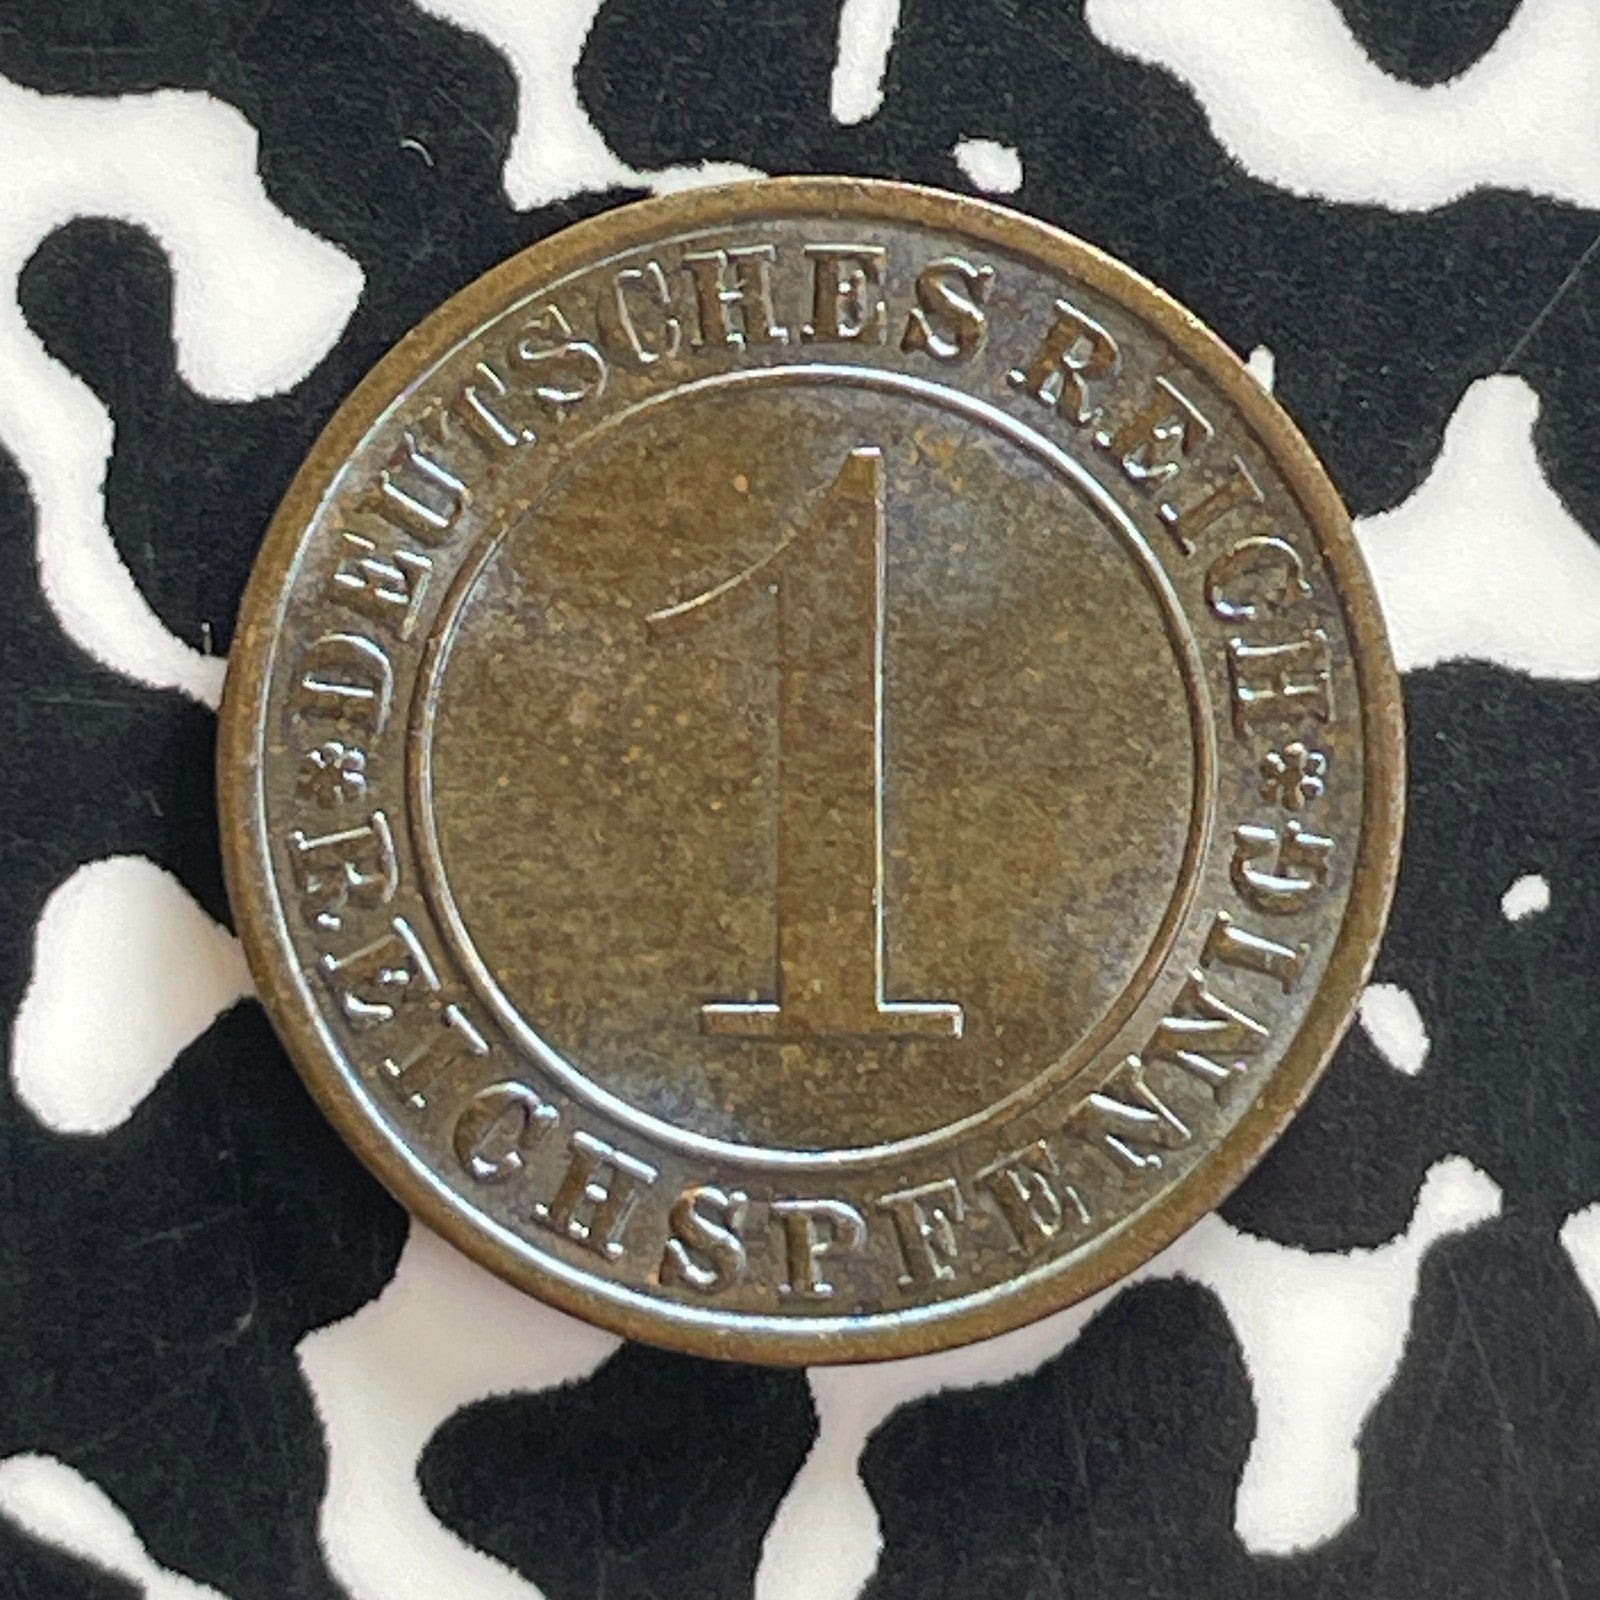 DEUTSCHES REICH
1
REICHSPFENNIG